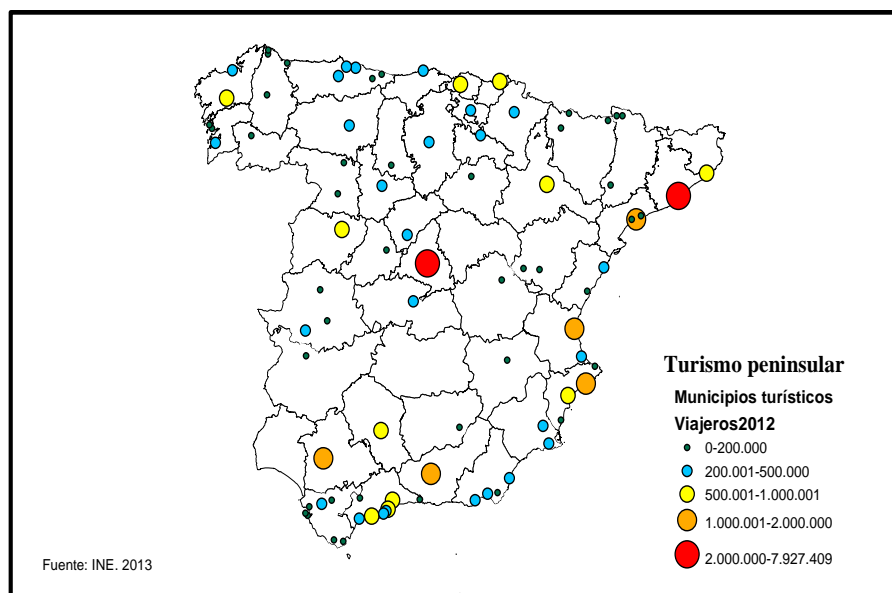 Turismo peninsular
Municipios turísticos
Viajeros2012
0-200.000
200.001-500.000
500.001-1.000.001
1.000.001-2.000.000
2.000.000-7.927.409
Fuente: INE. 2013